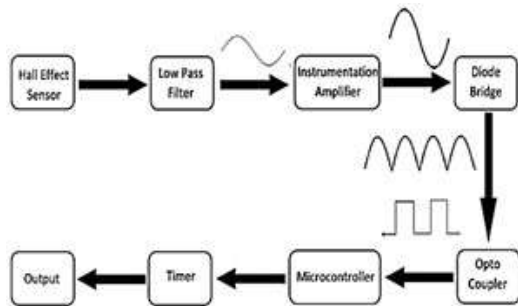 Hall Effect
Sensor
Low Pass
Filter
Instrumentation
Amplifier
Diode
Bridge
Opto
Coupler
Microcontroller
Timer
Output